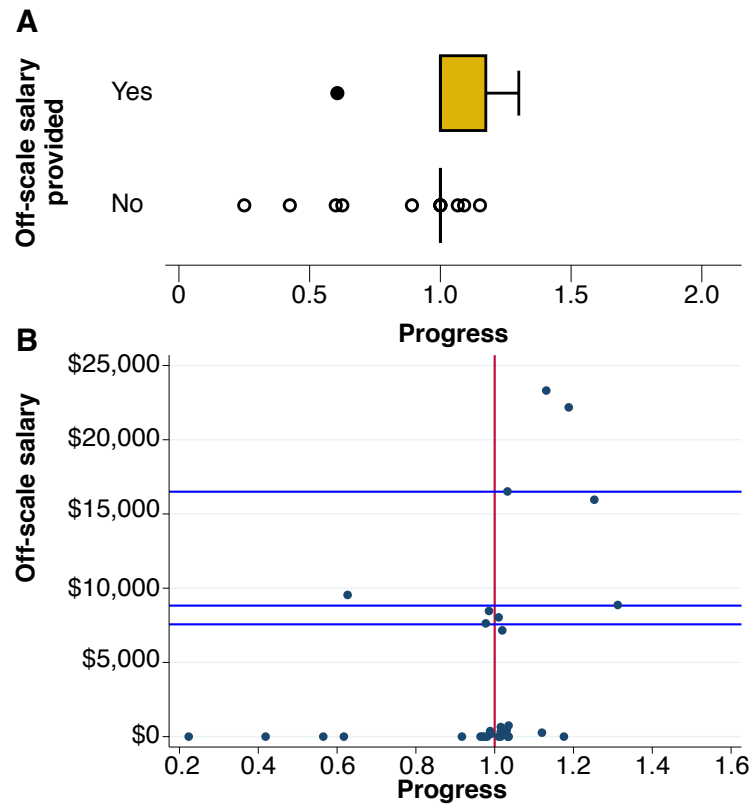 A
Off-scale salary
provided
Yes
No
0 0.5 1.0 1.5 2.0
Progress
B
Off-scale salary
$25,000
$20,000
$15,000
$10,000
$5,000
$0
0.2 0.4 0.6 0.8 1.0 1.2 1.4 1.6
Progress